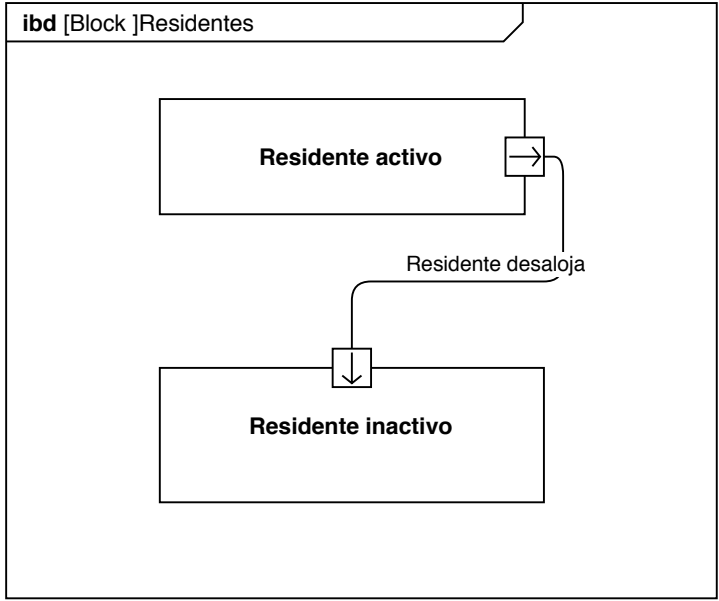 ibd [Block ]Residentes
Residente activo
Residente desaloja
Residente inactivo